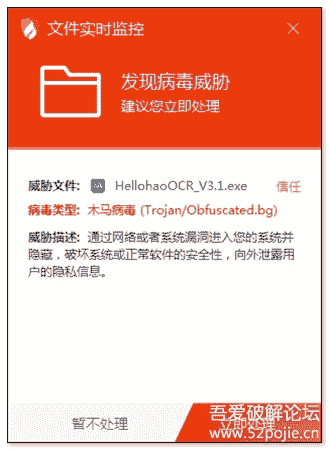 文件实时监控
发现病毒威胁
建议您立即处理
威胁文件: HellohaoOCR_V3.1.exe 信任
病毒类型: 木马病毒 (Trojan/Obfuscated.bg)
威胁描述: 通过网络或者系统漏洞进入您的系统并
隐藏，破坏系统或正常软件的安全性，向外泄露用
户的隐私信息。
暂不处理 立即处理
吾爱破解论坛
www.52pojie.cn